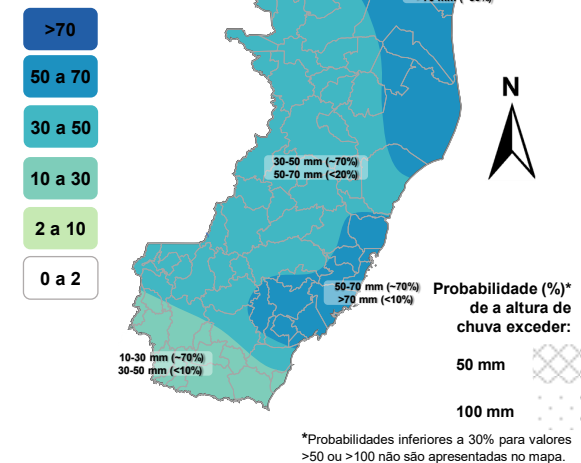 >70
50 a 70
30 a 50
10 a 30
2 a 10
0 a 2
30-50 mm (~70%)
50-70 mm (<20%)
50-70 mm (~70%)
>70 mm (<10%)
10-30 mm (~70%)
30-50 mm (<10%)
N
Probabilidade (%)*
de a altura de
chuva exceder:
50 mm
100 mm
*Probabilidades inferiores a 30% para valores
>50 ou >100 não são apresentadas no mapa.